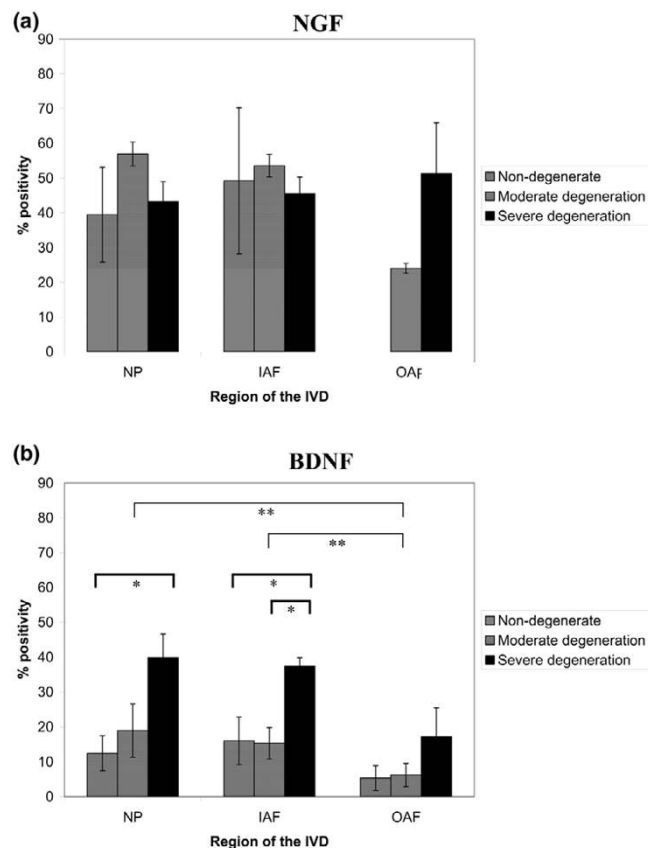 (a)
NGF
90
80
70
60
50
40
30
20
10
0
% positivity
NP IAF OAF
Region of the IVD
Non-degenerate
Moderate degeneration
Severe degeneration
(b)
BDNF
90
80
70
60
50
40
30
20
10
0
% positivity
**
**
* *
*
NP IAF OAF
Region of the IVD
Non-degenerate
Moderate degeneration
Severe degeneration